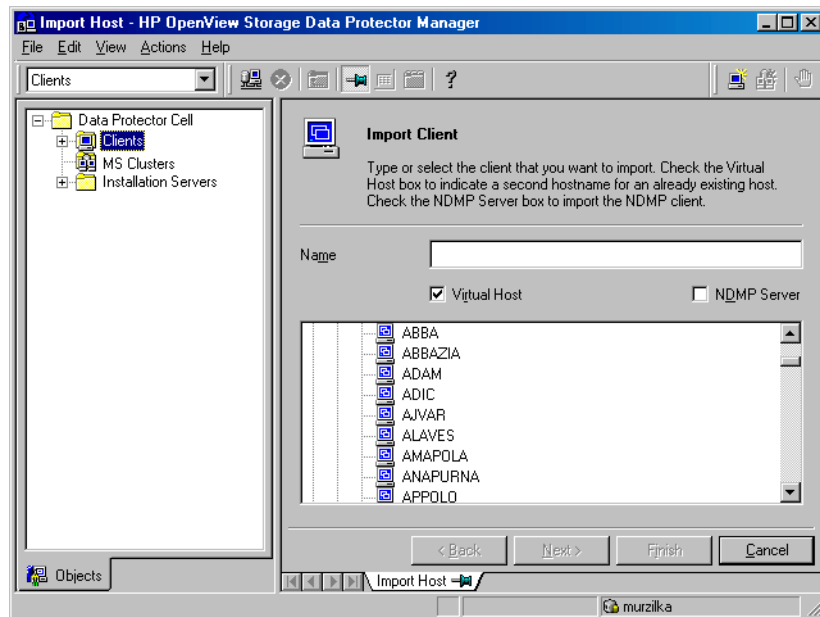 Import Host - HP OpenView Storage Data Protector Manager
File Edit View Actions Help
Clients
Data Protector Cell
Clients
MS Clusters
Installation Servers
Import Client
Type or select the client that you want to import. Check the Virtual
Host box to indicate a second hostname for an already existing host.
Check the NDMP Server box to import the NDMP client.
Name
Virtual Host NDMP Server
ABBA
ABBAZIA
ADAM
ADIC
AJVAR
ALAVES
AMAPOLA
ANAPURNA
APPOLO
< Back Next > Finish Cancel
Objects
Import Host
murzilka